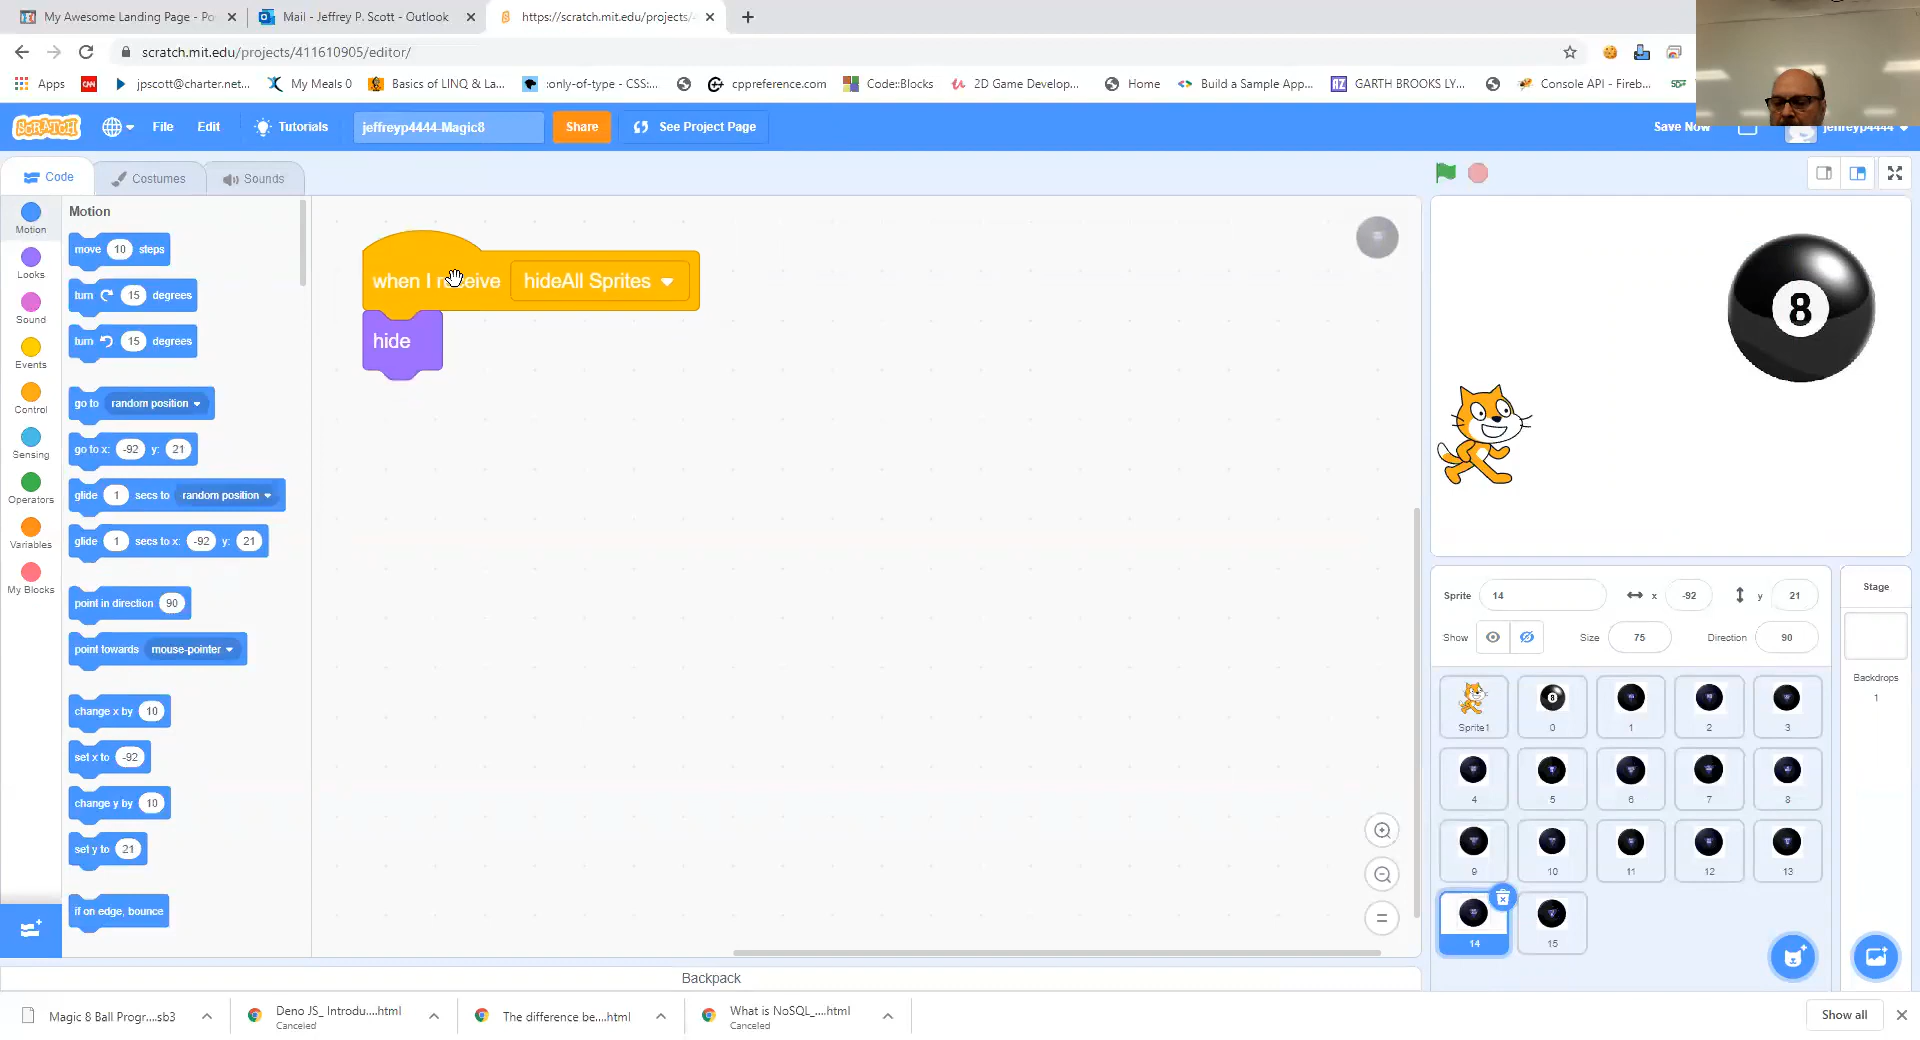 My Awesome Landing Page - Po
Mail - Jeffrey P. Scott - Outlook
https://scratch.mit.edu/projects/4
scratch.mit.edu/projects/411610905/editor/
Apps
CNN
jpscott@charter.net...
My Meals 0
Basics of LINQ & La...
:only-of-type - CSS:...
cppreference.com
Code::Blocks
2D Game Develop...
Home
Build a Sample App...
GARTH BROOKS LY...
Console API - Fireb...
SCRATCH
File
Edit
Tutorials
jeffreyp4444-Magic8
Share
See Project Page
Save Now
jeffreyp4444
Code
Costumes
Sounds
Motion
Looks
Sound
Events
Control
Sensing
Operators
Variables
My Blocks
Motion
move 10 steps
turn 15 degrees
turn 15 degrees
go to random position
go to x: -92 y: 21
glide 1 secs to random position
glide 1 secs to x: -92 y: 21
point in direction 90
point towards mouse-pointer
change x by 10
set x to -92
change y by 10
set y to 21
if on edge, bounce
when I receive hideAll Sprites
hide
8
Sprite 14 x -92 y 21
Show Size 75 Direction 90
Sprite1 0 1 2 3
4 5 6 7 8
9 10 11 12 13
14 15
Stage
Backdrops
1
Backpack
Magic 8 Ball Progr....sb3
Deno JS_ Introdu....html
Canceled
The difference be....html
What is NoSQL_....html
Canceled
Show all